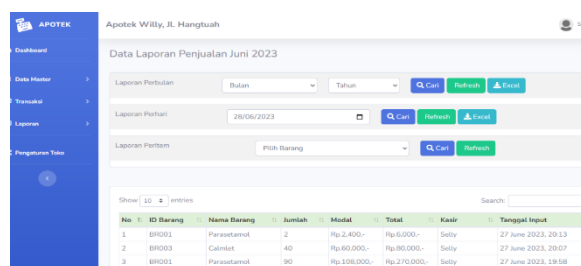 APOTEK
Apotek Willy, Jl. Hangtuah
Dashboard
Data Master
Transaksi
Laporan
Pengaturan Toko
Data Laporan Penjualan Juni 2023
Laporan Perbulan Bulan Tahun Cari Refresh Excel
Laporan Perhari 28/06/2023 Cari Refresh Excel
Laporan Peritem Pilih Barang Cari Refresh
Show 10 entries Search:
No ID Barang Nama Barang Jumlah Modal Total Kasir Tanggal Input
1 BR001 Parasetamol 2 Rp.2,400,- Rp.6,000,- Selly 27 June 2023, 20:13
2 BR003 Calmlet 40 Rp.60,000,- Rp.80,000,- Selly 27 June 2023, 20:07
3 BR001 Parasetamol 90 Rp.108,000,- Rp.270,000,- Selly 27 June 2023, 19:58